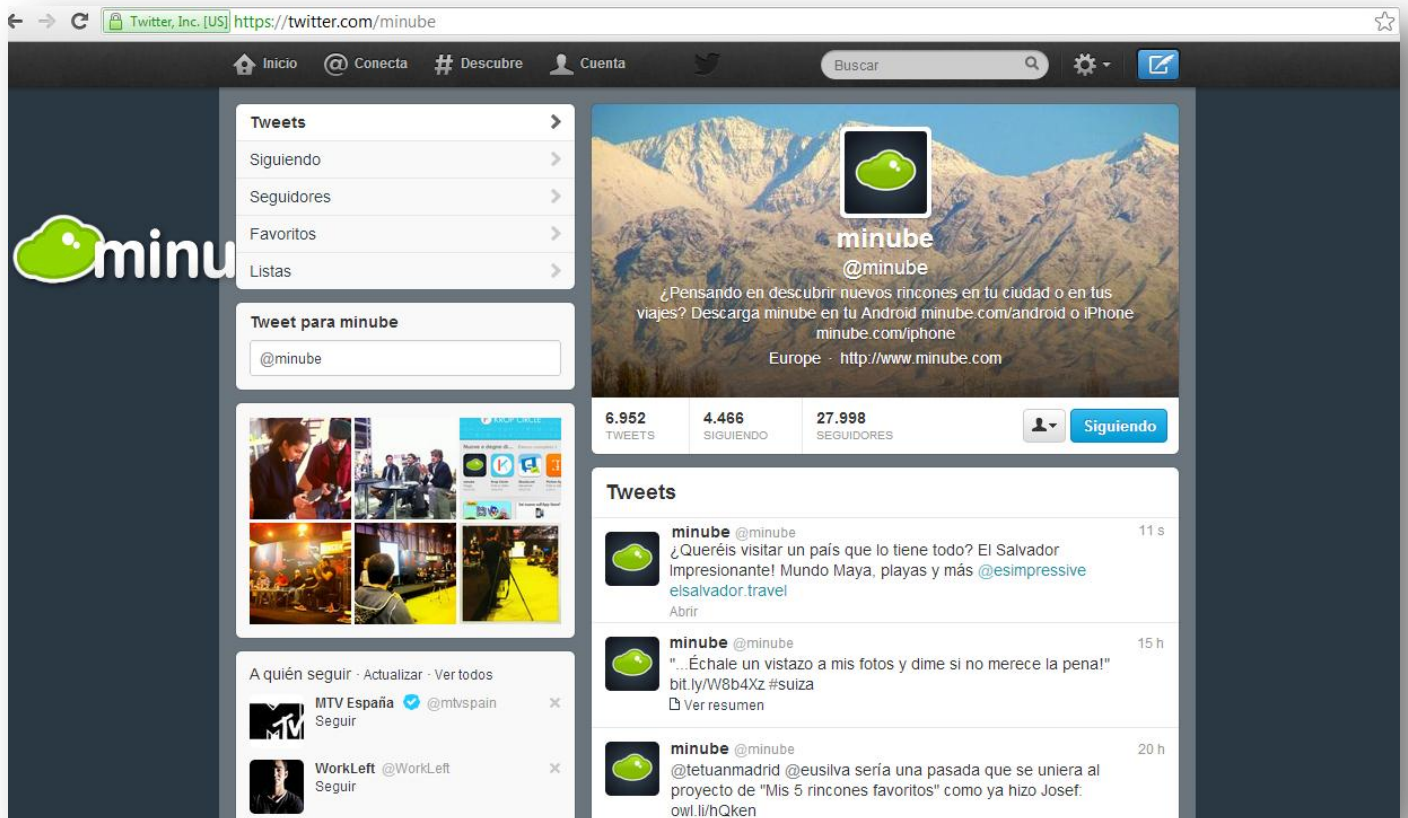 Twitter, Inc. [US] https://twitter.com/minube
Inicio Conecta Descubre Cuenta Buscar
Tweets
Siguiendo
Seguidores
Favoritos
Listas
minu
Tweet para minube
@minube
minube
@minube
¿Pensando en descubrir nuevos rincones en tu ciudad o en tus
viajes? Descarga minube en tu Android minube.com/android o iPhone
minube.com/iphone
Europe · http://www.minube.com
6.952 4.466 27.998
TWEETS SIGUIENDO SEGUIDORES
Siguiendo
KROP CIRCLE
A quién seguir · Actualizar · Ver todos
MTV España @mtvspain
Seguir
WorkLeft @WorkLeft
Seguir
Tweets
minube @minube 11 s
¿Queréis visitar un país que lo tiene todo? El Salvador
Impresionante! Mundo Maya, playas y más @esimpressive
elsalvador.travel
Abrir
minube @minube 15 h
"...Échale un vistazo a mis fotos y dime si no merece la pena!"
bit.ly/W8b4Xz #suiza
Ver resumen
minube @minube 20 h
@tetuanmadrid @eusilva sería una pasada que se uniera al
proyecto de "Mis 5 rincones favoritos" como ya hizo Josef:
owl.li/hQken